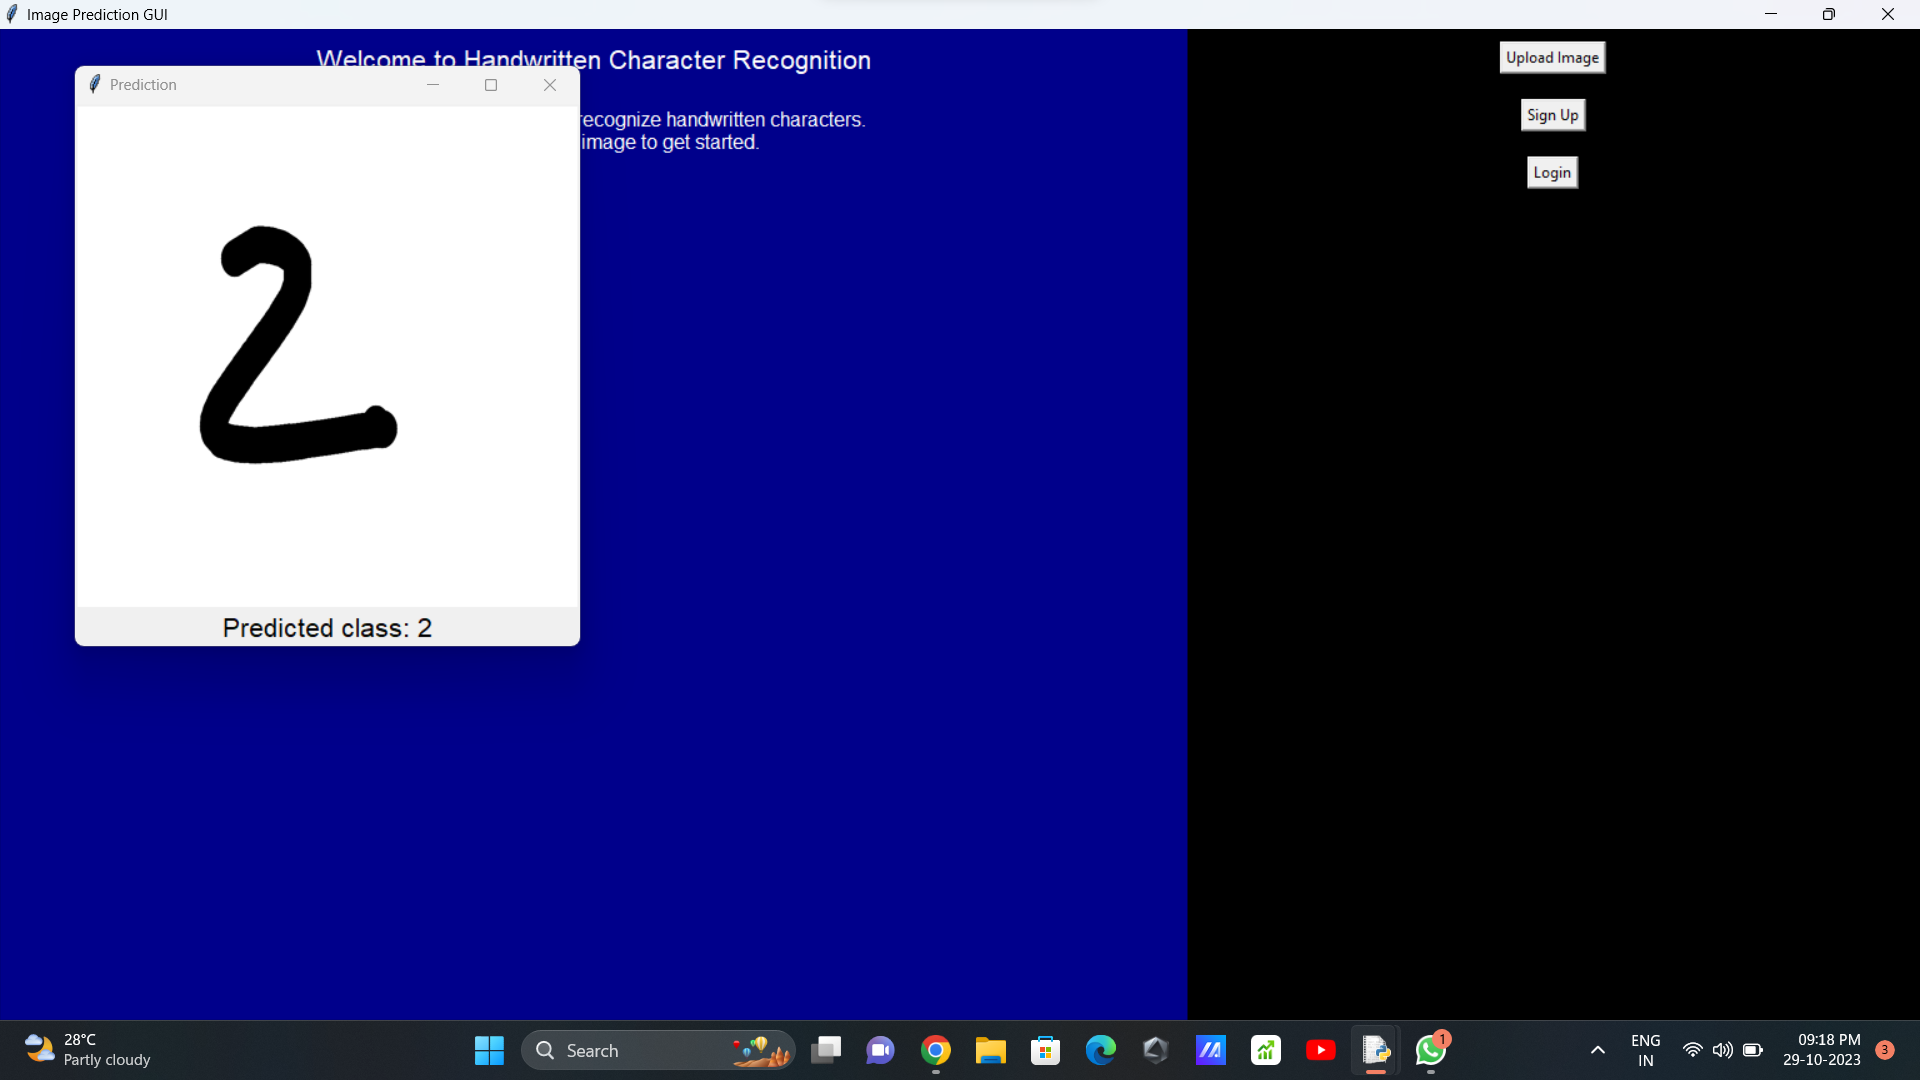 Image Prediction GUI
Welcome to Handwritten Character Recognition
Prediction
recognize handwritten characters.
image to get started.
2
Predicted class: 2
Upload Image
Sign Up
Login
28°C
Partly cloudy
Search
1
ENG
IN
09:18 PM
29-10-2023
3